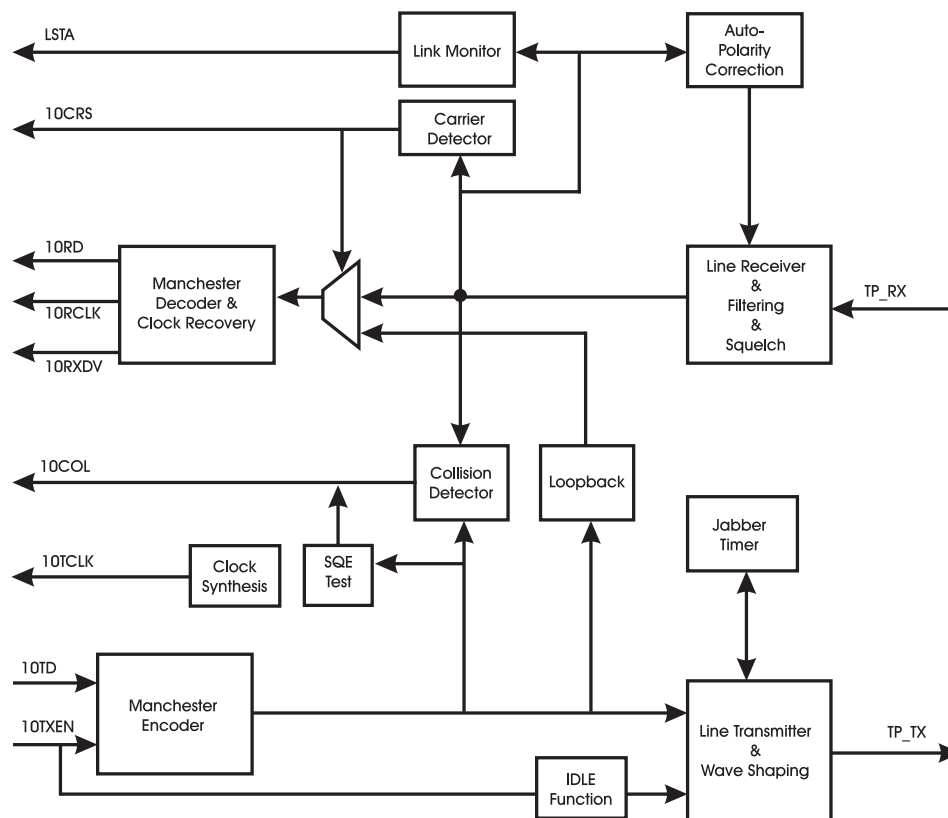 LSTA
Link Monitor
Auto-
Polarity
Correction
10CRS
Carrier
Detector
10RD
10RCLK
10RXDV
Manchester
Decoder &
Clock Recovery
Line Receiver
&
Filtering
&
Squelch
TP_RX
10COL
Collision
Detector
Loopback
Jabber
Timer
10TCLK
Clock
Synthesis
SQE
Test
10TD
10TXEN
Manchester
Encoder
Line Transmitter
&
Wave Shaping
TP_TX
IDLE
Function